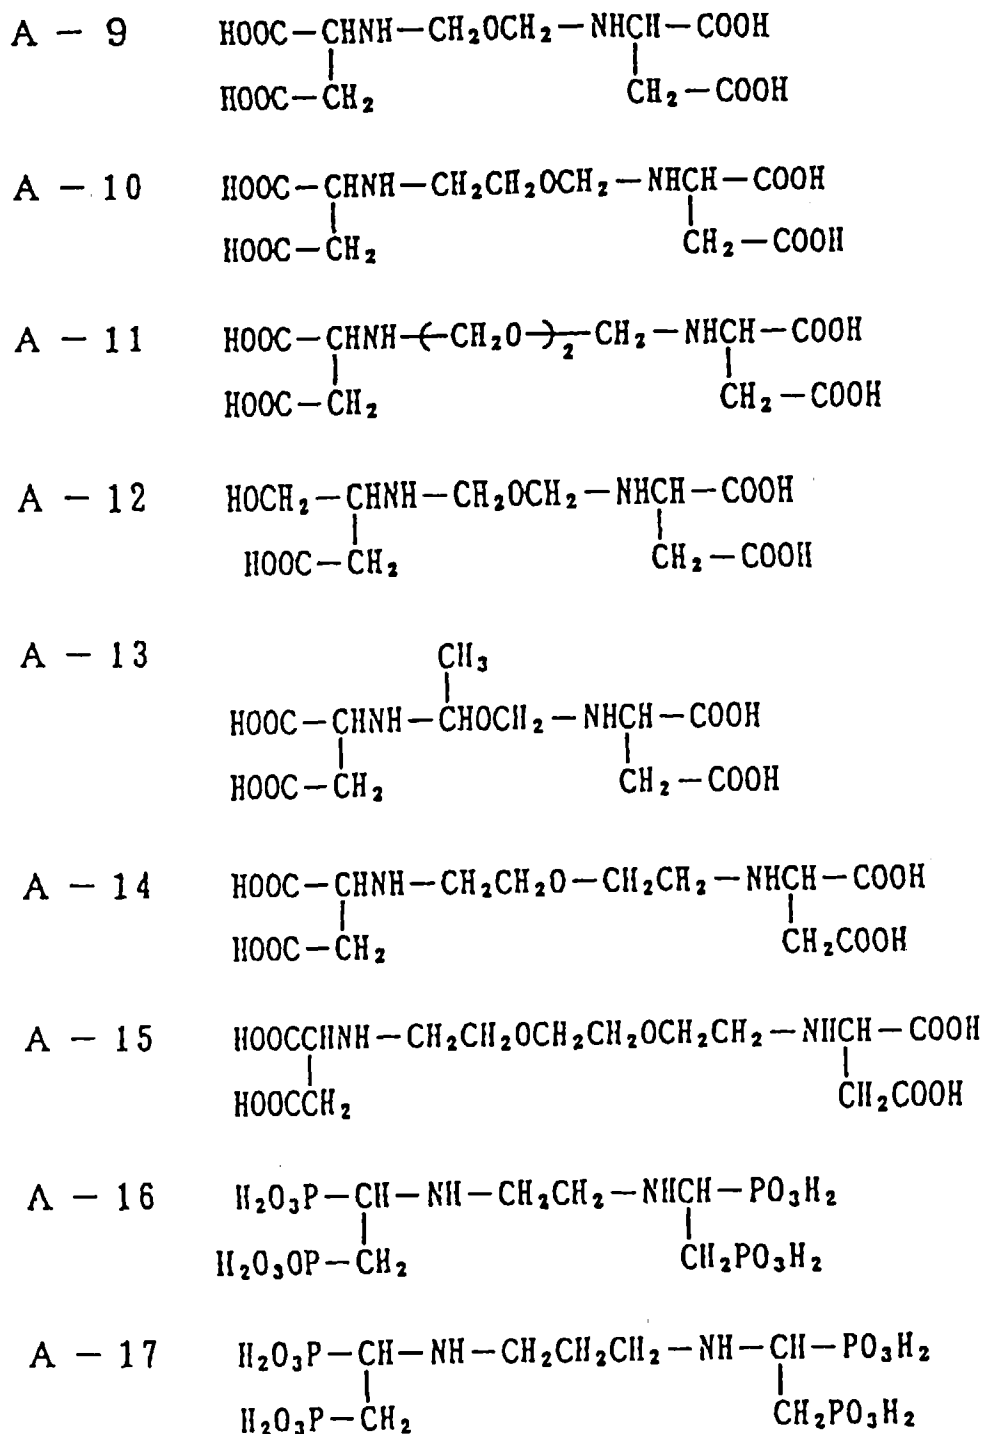 A - 9 HOOC-CHNH-CH₂OCH₂-NHCH-COOH
HOOC-CH₂ CH₂-COOH
A - 10 HOOC-CHNH-CH₂CH₂OCH₂-NHCH-COOH
HOOC-CH₂ CH₂-COOH
A - 11 HOOC-CHNH-(CH₂O-)₂-CH₂-NHCH-COOH
HOOC-CH₂ CH₂-COOH
A - 12 HOCH₂-CHNH-CH₂OCH₂-NHCH-COOH
HOOC-CH₂ CH₂-COOH
A - 13 CH₃
HOOC-CHNH-CHOCH₂-NHCH-COOH
HOOC-CH₂ CH₂-COOH
A - 14 HOOC-CHNH-CH₂CH₂O-CH₂CH₂-NHCH-COOH
HOOC-CH₂ CH₂COOH
A - 15 HOOCCHNH-CH₂CH₂OCH₂CH₂OCH₂CH₂-NHCH-COOH
HOOCCH₂ CH₂COOH
A - 16 H₂O₃P-CH-NH-CH₂CH₂-NHCH-PO₃H₂
H₂O₃OP-CH₂ CH₂PO₃H₂
A - 17 H₂O₃P-CH-NH-CH₂CH₂CH₂-NH-CH-PO₃H₂
H₂O₃P-CH₂ CH₂PO₃H₂